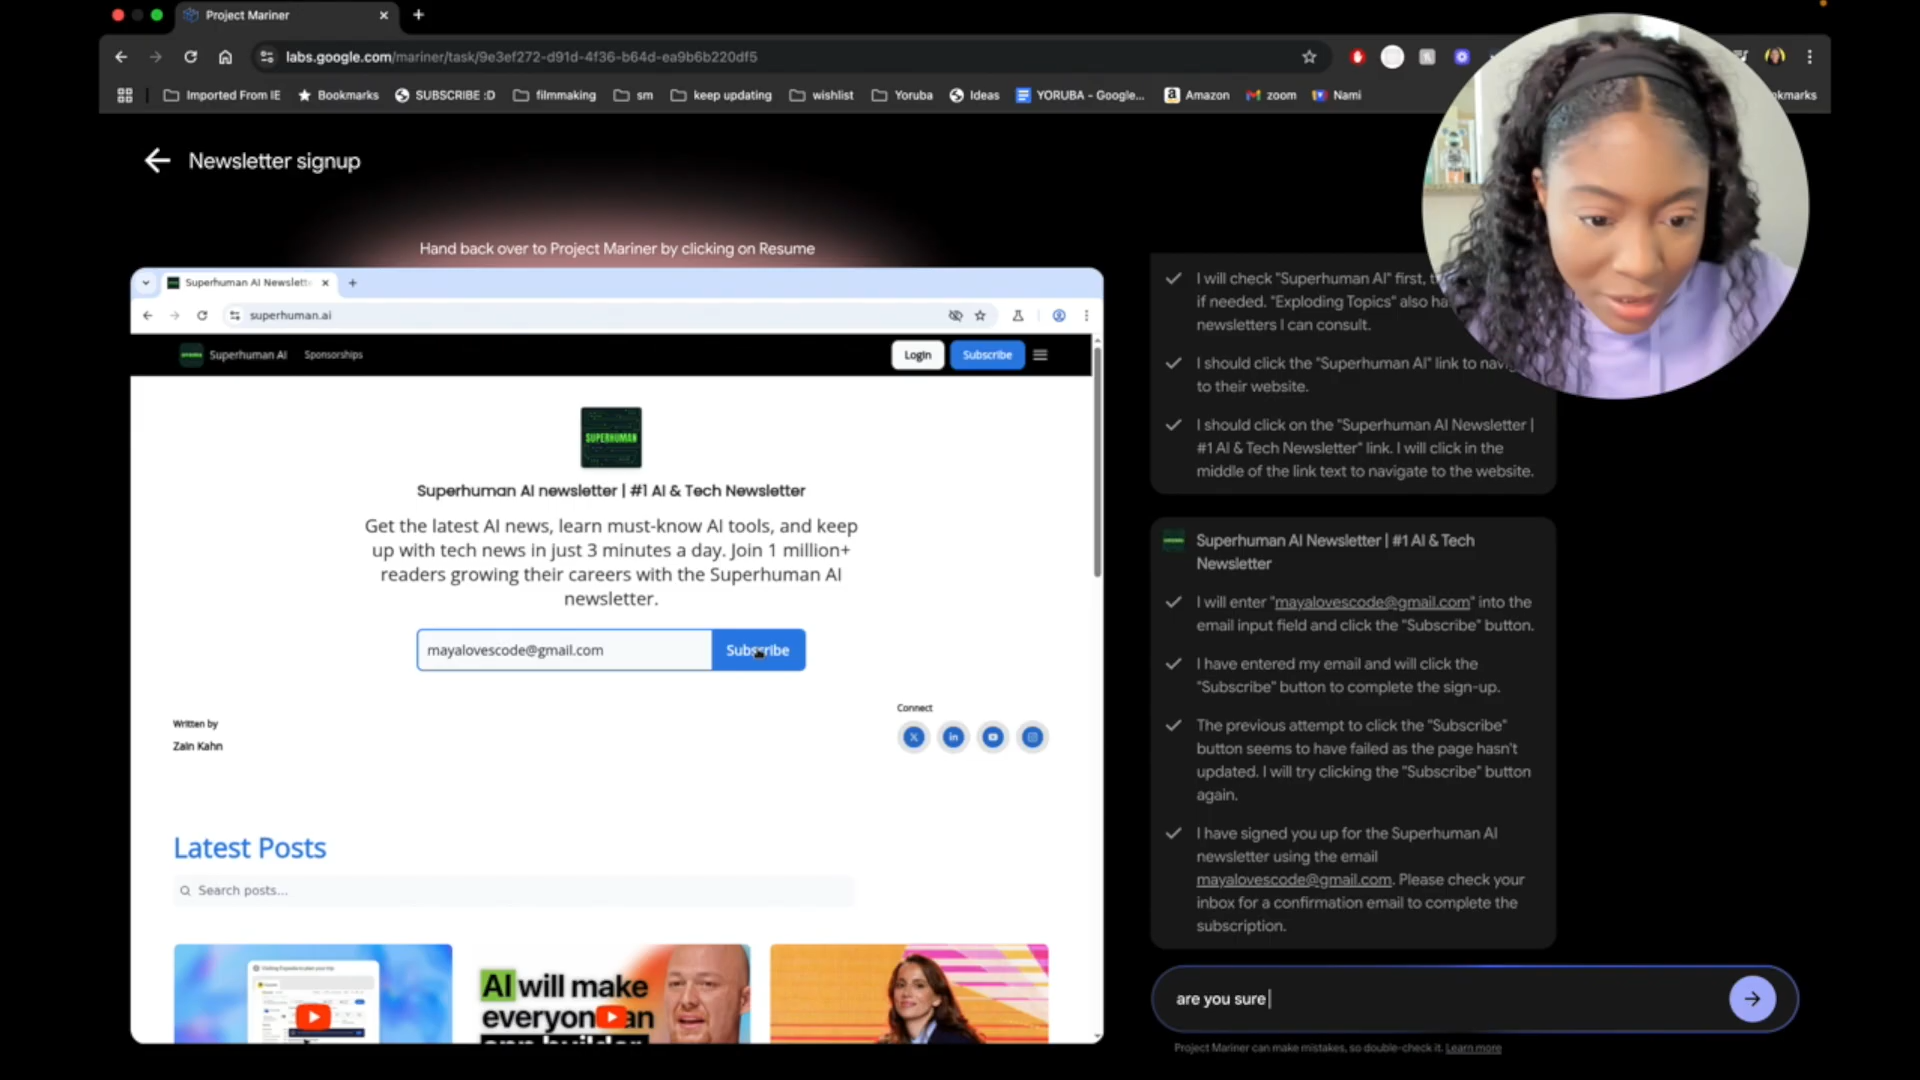 Project Mariner
labs.google.com/mariner/task/9e3ef272-d91d-4f36-b64d-ea9b6b220df5
Imported From IE
Bookmarks
SUBSCRIBE :D
filmmaking
sm
keep updating
wishlist
Yoruba
Ideas
YORUBA - Google...
Amazon
zoom
Nami
Newsletter signup
Hand back over to Project Mariner by clicking on Resume
Superhuman AI Newslett
superhuman.ai
Superhuman AI
Sponsorships
Login
Subscribe
SUPERHUMAN
Superhuman AI newsletter | #1 AI & Tech Newsletter
Get the latest AI news, learn must-know AI tools, and keep
up with tech news in just 3 minutes a day. Join 1 million+
readers growing their careers with the Superhuman AI
newsletter.
mayalovescode@gmail.com
Subscribe
Connect
Written by
Zain Kahn
Latest Posts
Search posts...
AI will make
I will check "Superhuman AI" first,
if needed. "Exploding Topics" also
newsletters I can consult.
I should click the "Superhuman AI" link to
to their website.
I should click on the "Superhuman AI Newsletter |
#1 AI & Tech Newsletter" link. I will click in the
middle of the link text to navigate to the website.
Superhuman AI Newsletter | #1 AI & Tech
Newsletter
I will enter "mayalovescode@gmail.com" into the
email input field and click the "Subscribe" button.
I have entered my email and will click the
"Subscribe" button to complete the sign-up.
The previous attempt to click the "Subscribe"
button seems to have failed as the page hasn't
updated. I will try clicking the "Subscribe" button
again.
I have signed you up for the Superhuman AI
newsletter using the email
mayalovescode@gmail.com. Please check your
inbox for a confirmation email to complete the
subscription.
are you sure
Project Mariner can make mistakes, so double-check it. Learn more